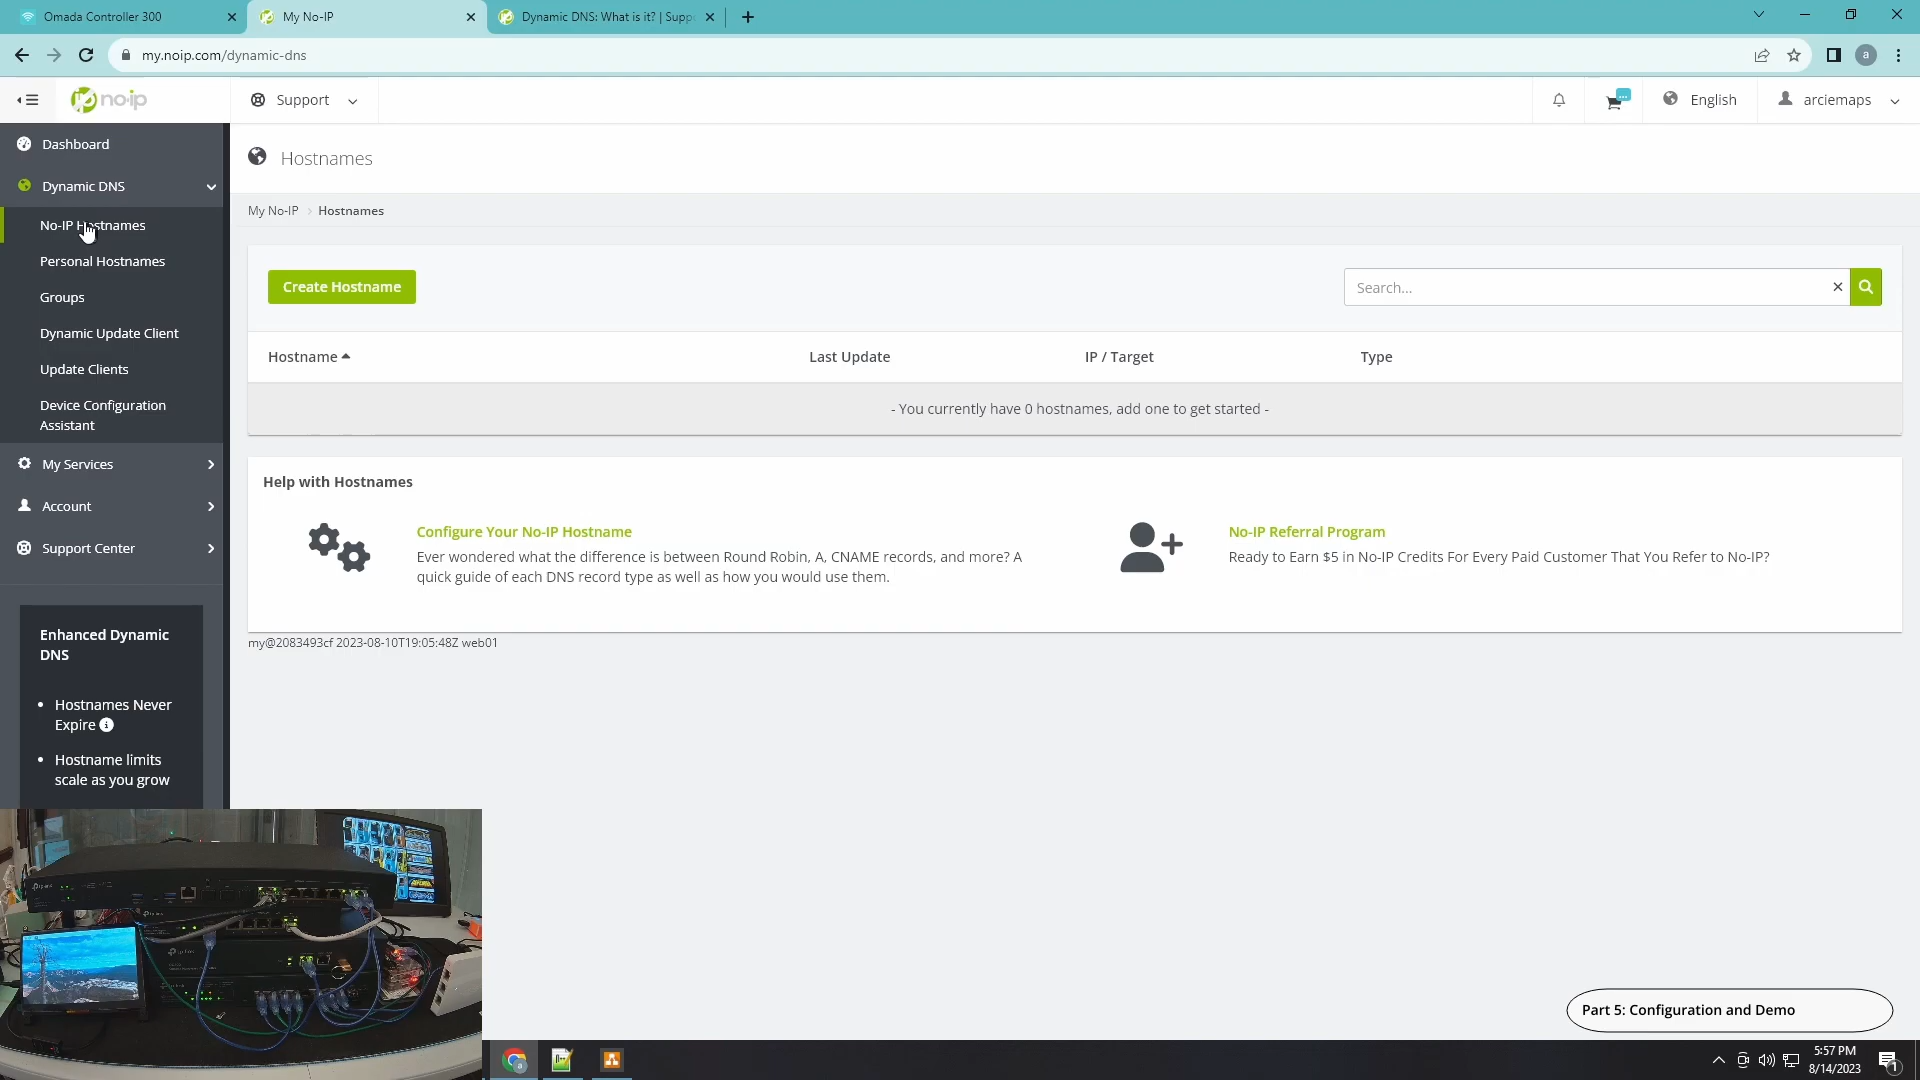 Omada Controller 300
My No-IP
Dynamic DNS: What is it? | Supp
my.noip.com/dynamic-dns
no-ip
Support
English
arciemaps
Dashboard
Dynamic DNS
No-IP Hostnames
Personal Hostnames
Groups
Dynamic Update Client
Update Clients
Device Configuration
Assistant
My Services
Account
Support Center
Enhanced Dynamic
DNS
• Hostnames Never
Expire
• Hostname limits
scale as you grow
Hostnames
My No-IP > Hostnames
Create Hostname
Search...
Hostname
Last Update
IP / Target
Type
- You currently have 0 hostnames, add one to get started -
Help with Hostnames
Configure Your No-IP Hostname
Ever wondered what the difference is between Round Robin, A, CNAME records, and more? A
quick guide of each DNS record type as well as how you would use them.
No-IP Referral Program
Ready to Earn $5 in No-IP Credits For Every Paid Customer That You Refer to No-IP?
my@2083493cf 2023-08-10T19:05:48Z web01
Part 5: Configuration and Demo
5:57 PM
8/14/2023
1